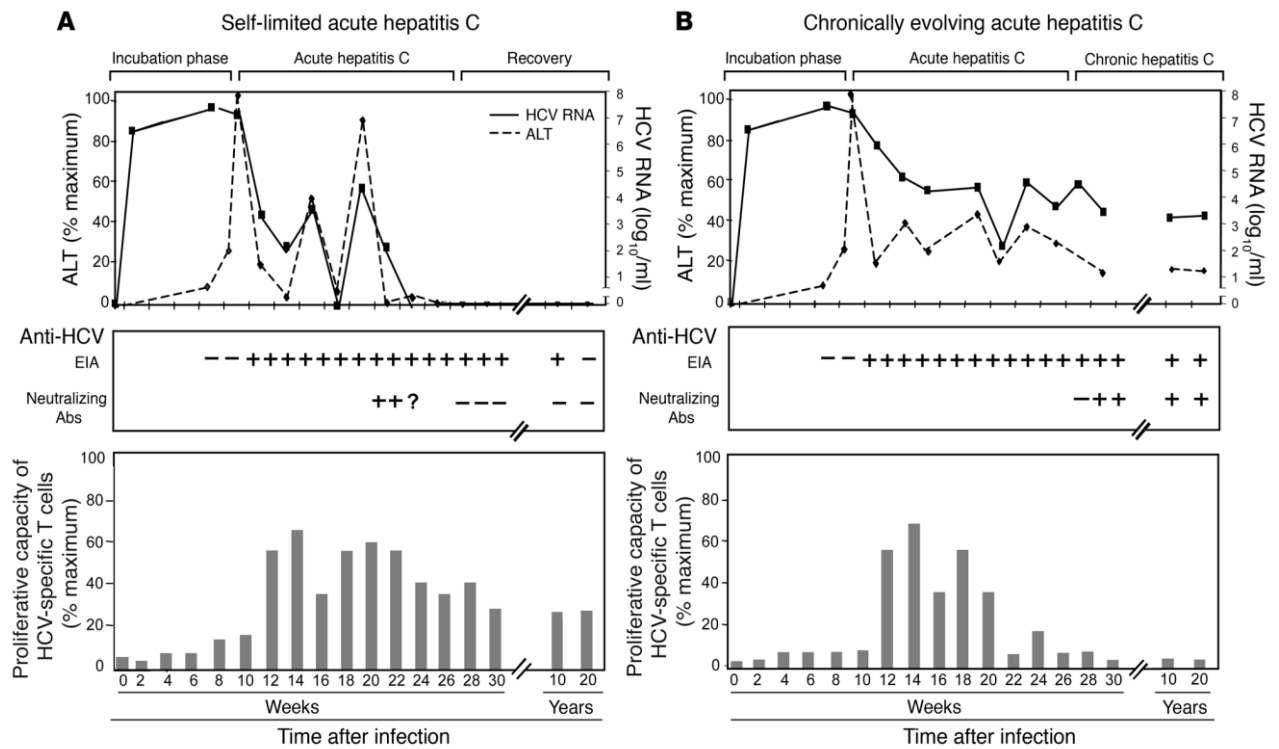 A Self-limited acute hepatitis C
Incubation phase Acute hepatitis C Recovery
ALT (% maximum)
100
80
60
40
20
0
HCV RNA
ALT
8
7
6
5
4
3
2
1
0
HCV RNA (log10/ml)
Anti-HCV
EIA
— — + + + + + + + + + + + + + + + + —
Neutralizing
Abs
+ + ? — — — — —
Proliferative capacity of
HCV-specific T cells
(% maximum)
100
80
60
40
20
0
0 2 4 6 8 10 12 14 16 18 20 22 24 26 28 30 10 20
Weeks Years
Time after infection
B Chronically evolving acute hepatitis C
Incubation phase Acute hepatitis C Chronic hepatitis C
ALT (% maximum)
100
80
60
40
20
0
8
7
6
5
4
3
2
1
0
HCV RNA (log10/ml)
Anti-HCV
EIA
— — + + + + + + + + + + + + + + + + +
Neutralizing
Abs
— + + + +
Proliferative capacity of
HCV-specific T cells
(% maximum)
100
80
60
40
20
0
0 2 4 6 8 10 12 14 16 18 20 22 24 26 28 30 10 20
Weeks Years
Time after infection